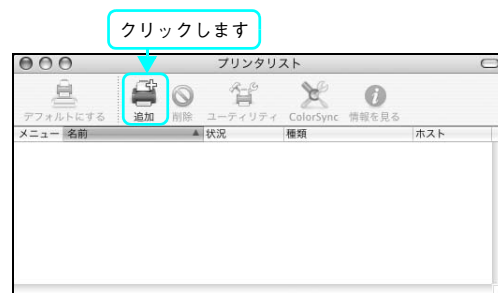 クリックします
プリンタリスト
デフォルトにする 追加 削除 ユーティリティ ColorSync 情報を見る
メニュー 名前 状況 種類 ホスト